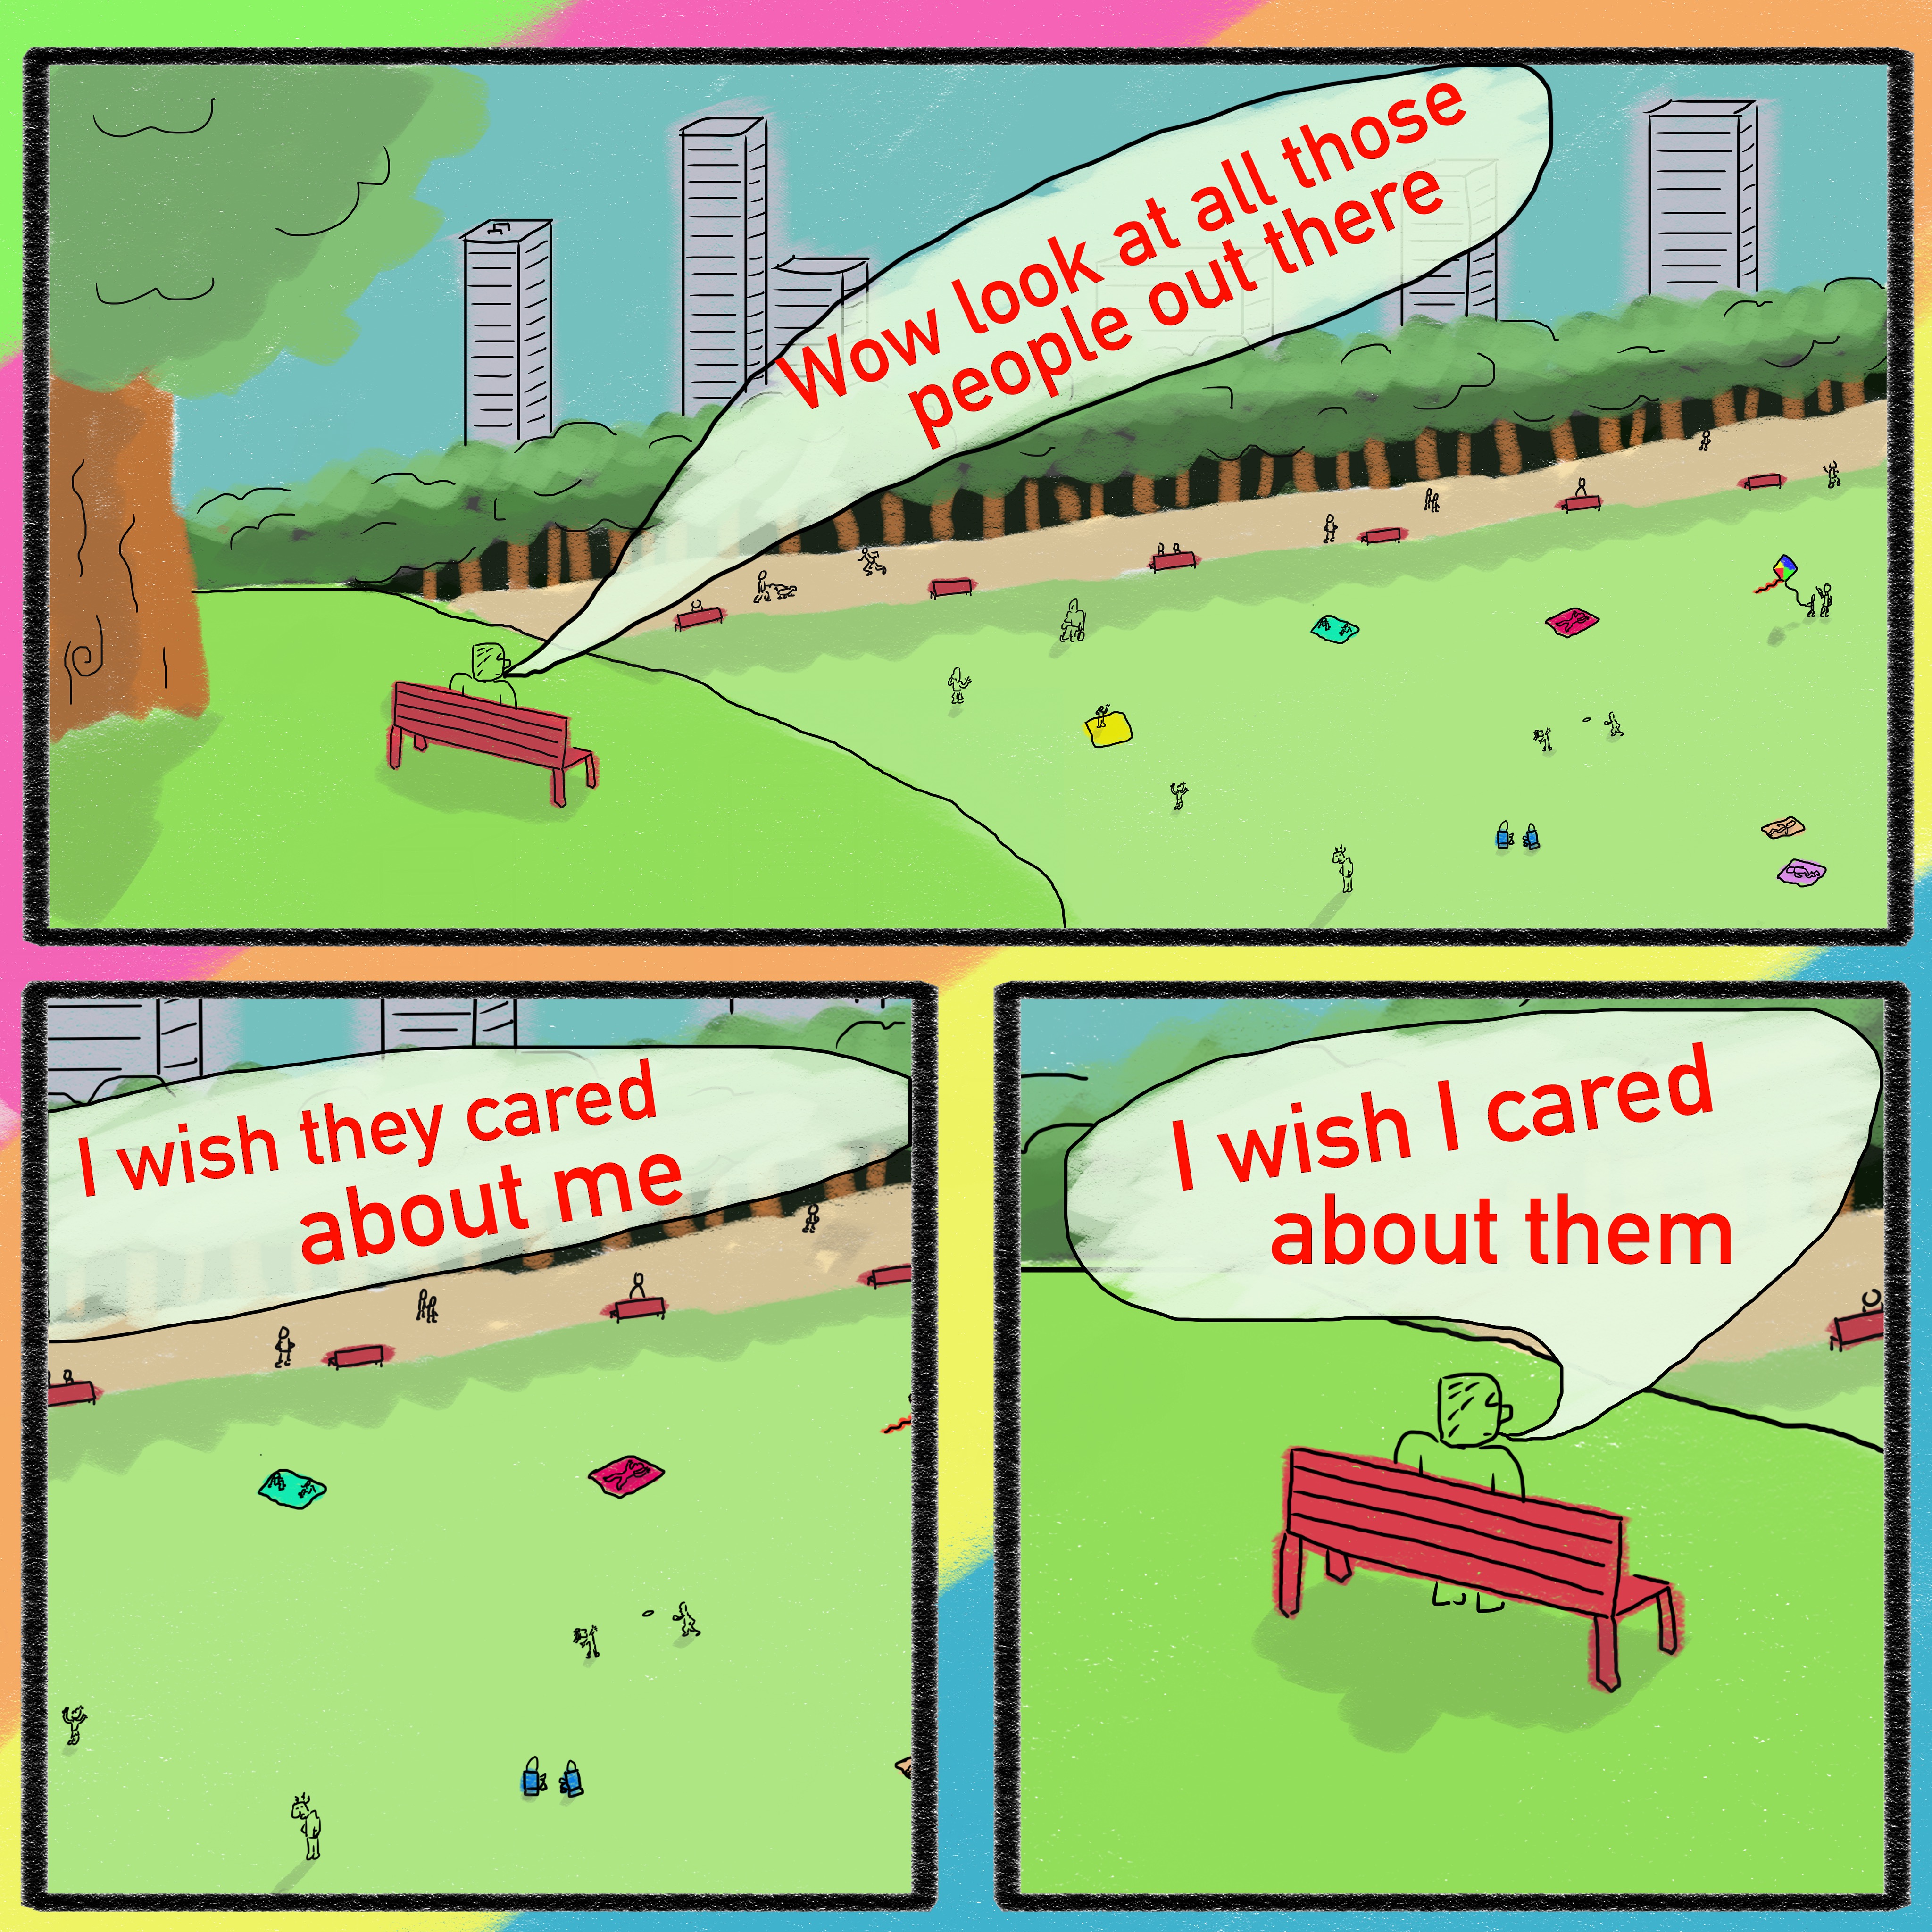 Wow look at all those
people out there
I wish they cared
about me
I wish I cared
about them